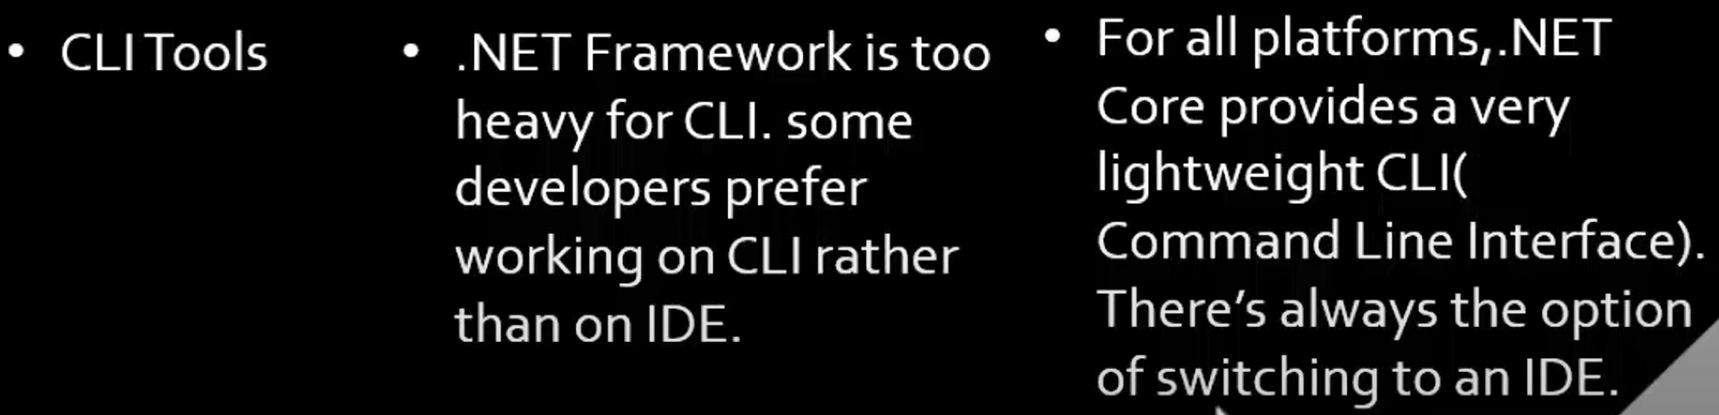 • CLI Tools
• .NET Framework is too
heavy for CLI. some
developers prefer
working on CLI rather
than on IDE.
• For all platforms,.NET
Core provides a very
lightweight CLI(
Command Line Interface).
There's always the option
of switching to an IDE.